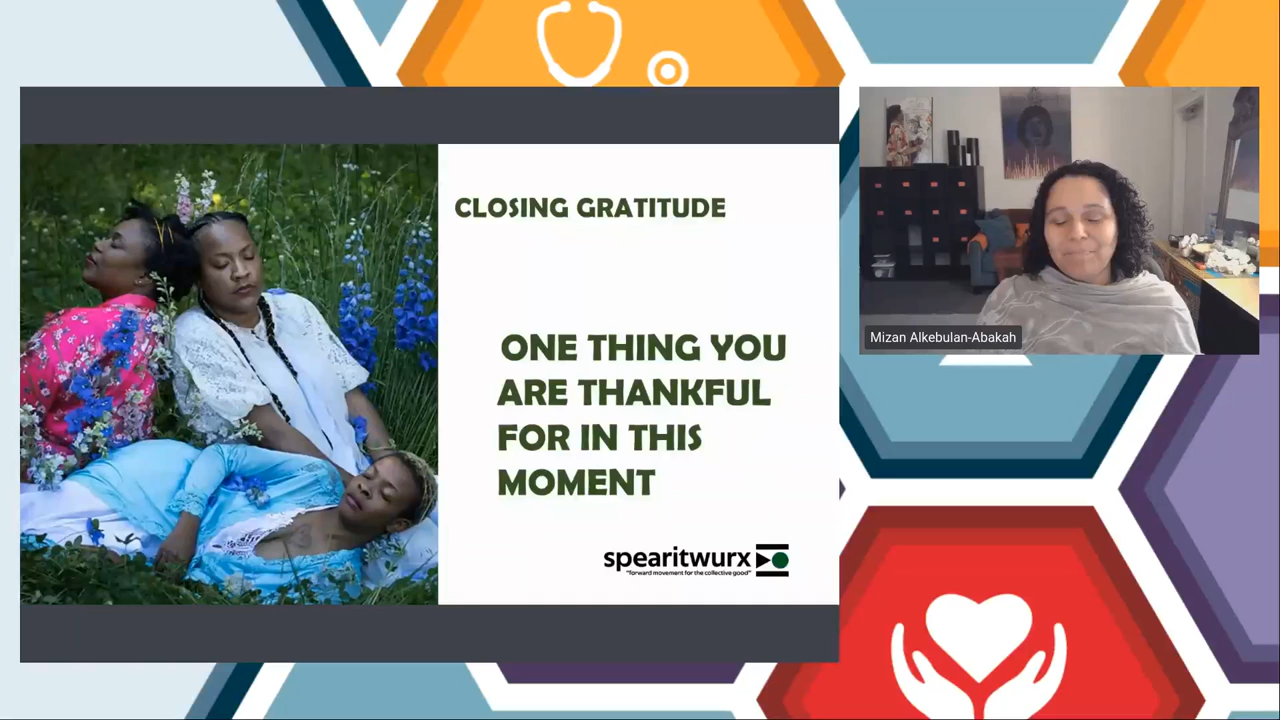 CLOSING GRATITUDE
ONE THING YOU
ARE THANKFUL
FOR IN THIS
MOMENT
spearitwurx
"forward movement for the collective good"
Mizan Alkebulan-Abakah